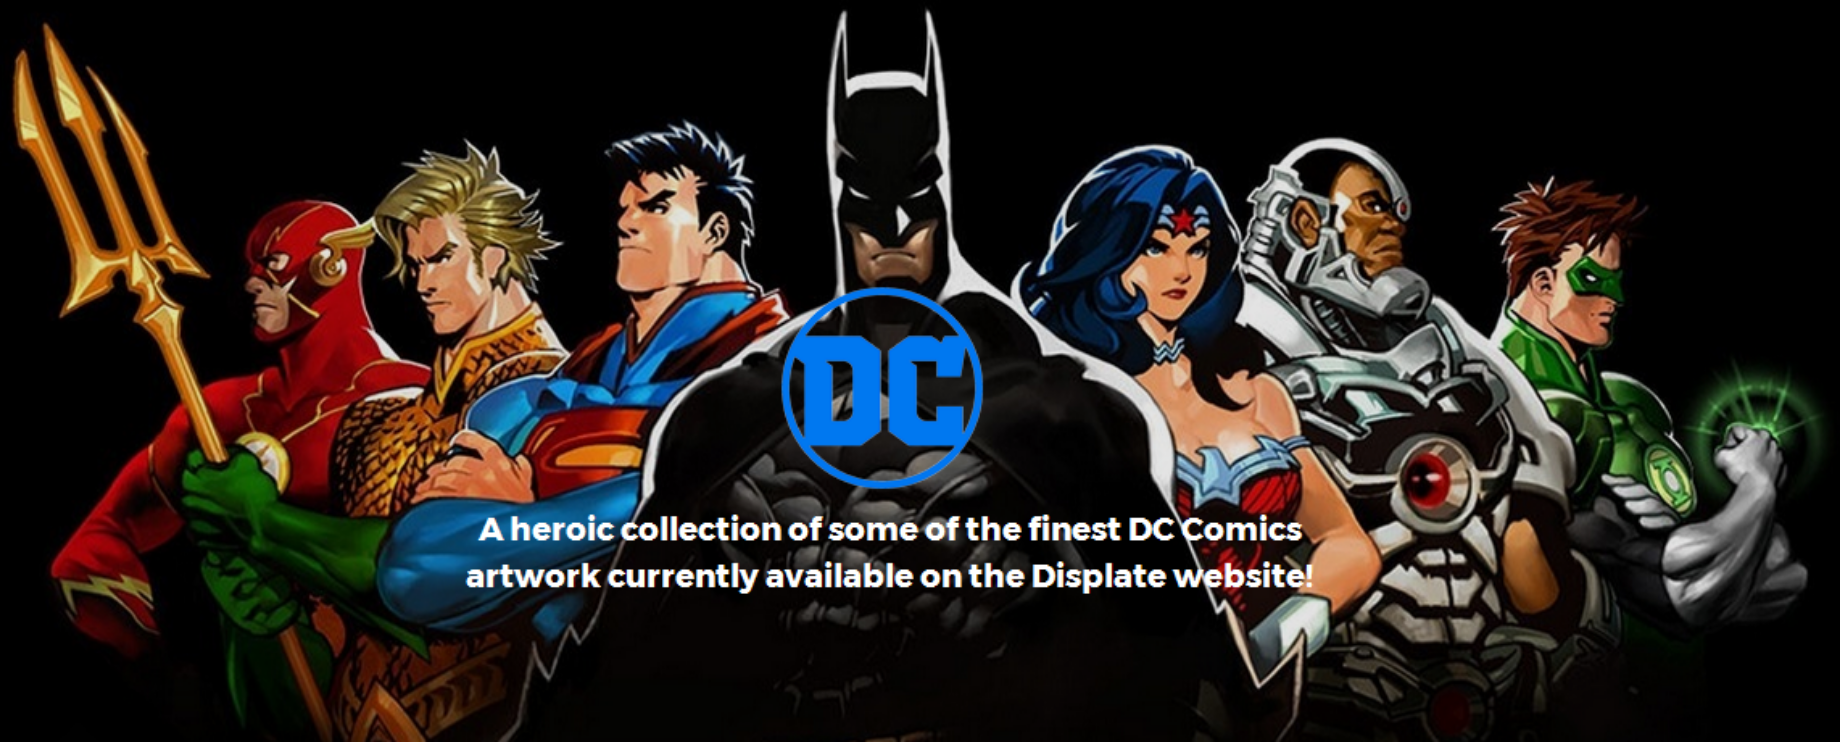 DC
A heroic collection of some of the finest DC Comics
artwork currently available on the Displate website!